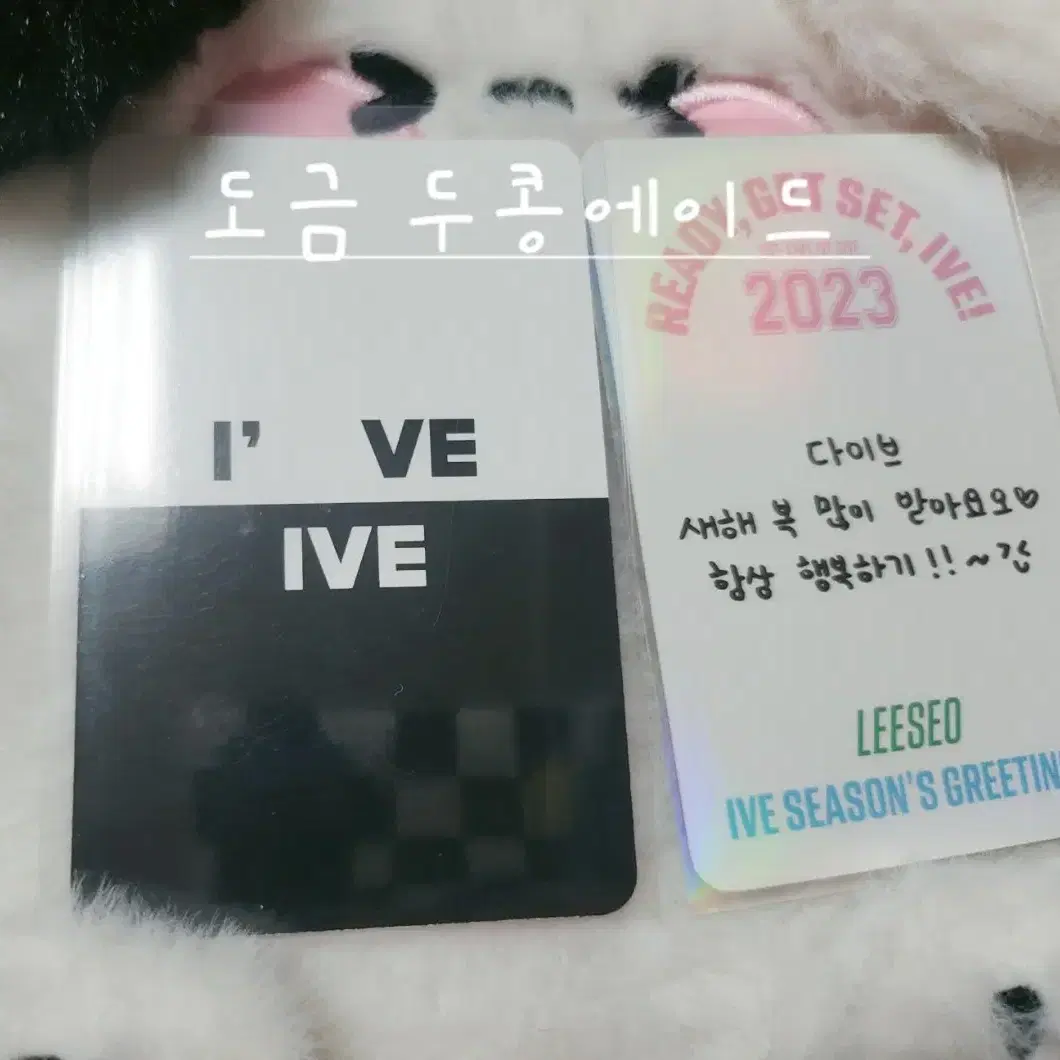 도금 두콩에이드
I' VE
IVE
READY, GET SET, IVE!
2023
다이브
새해 복 많이 받아요오♡
항상 행복하기!! ~
LEESEO
IVE SEASON'S GREETIN